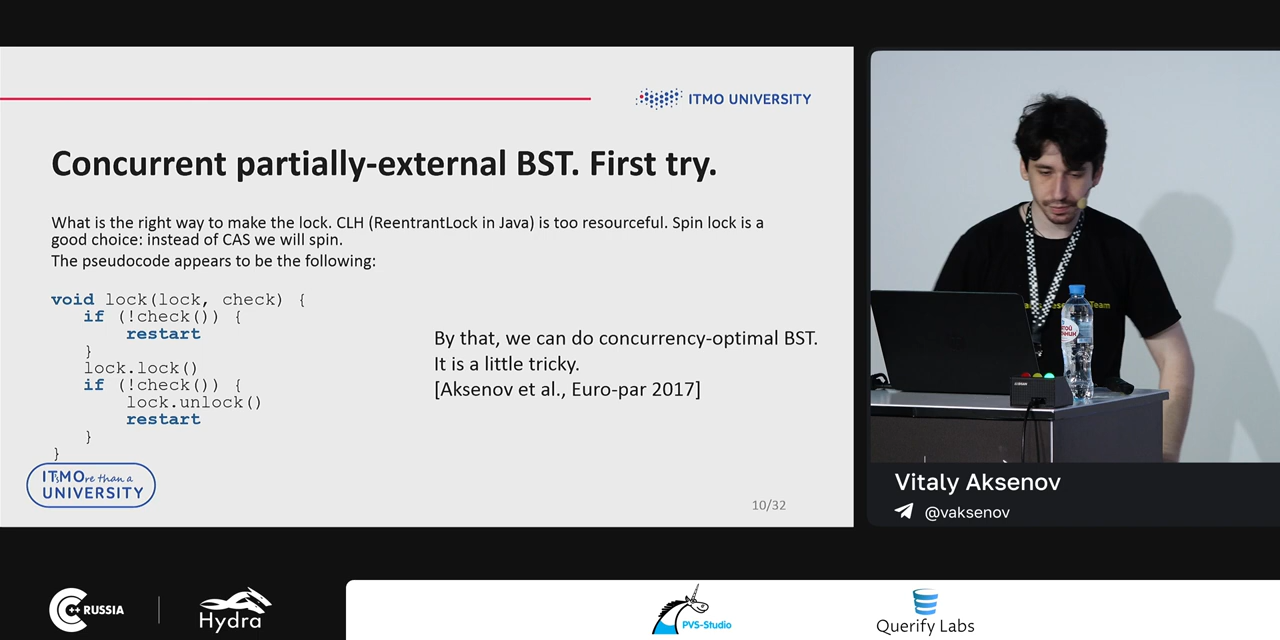 ITMO UNIVERSITY
Concurrent partially-external BST. First try.
What is the right way to make the lock. CLH (ReentrantLock in Java) is too resourceful. Spin lock is a
good choice: instead of CAS we will spin.
The pseudocode appears to be the following:
void lock(lock, check) {
if (!check()) {
restart
}
lock.lock()
if (!check()) {
lock.unlock()
restart
}
}
By that, we can do concurrency-optimal BST.
It is a little tricky.
[Aksenov et al., Euro-par 2017]
ITsMOre than a
UNIVERSITY
10/32
Vitaly Aksenov
@vaksenov
C++ RUSSIA
Hydra
PVS-Studio
Querify Labs